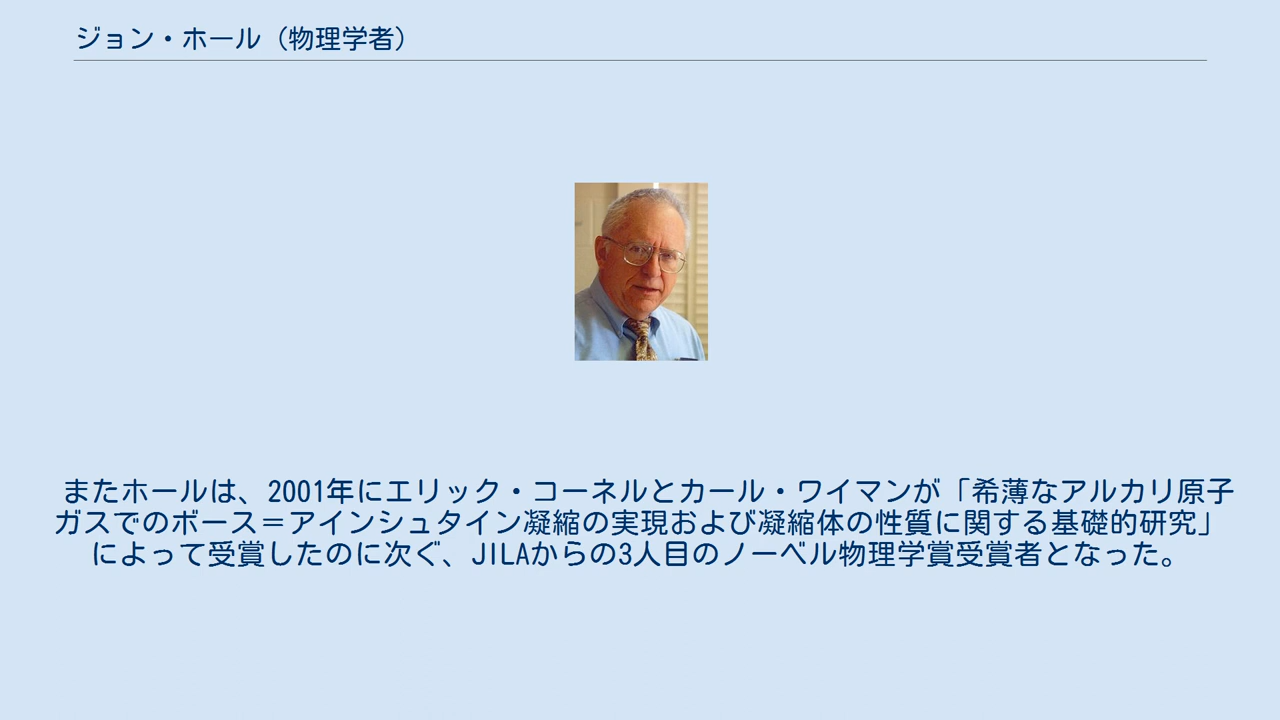 ジョン・ホール（物理学者）
またホールは、2001年にエリック・コーネルとカール・ワイマンが「希薄なアルカリ原子
ガスでのボース＝アインシュタイン凝縮の実現および凝縮体の性質に関する基礎的研究」
によって受賞したのに次ぐ、JILAからの3人目のノーベル物理学賞受賞者となった。